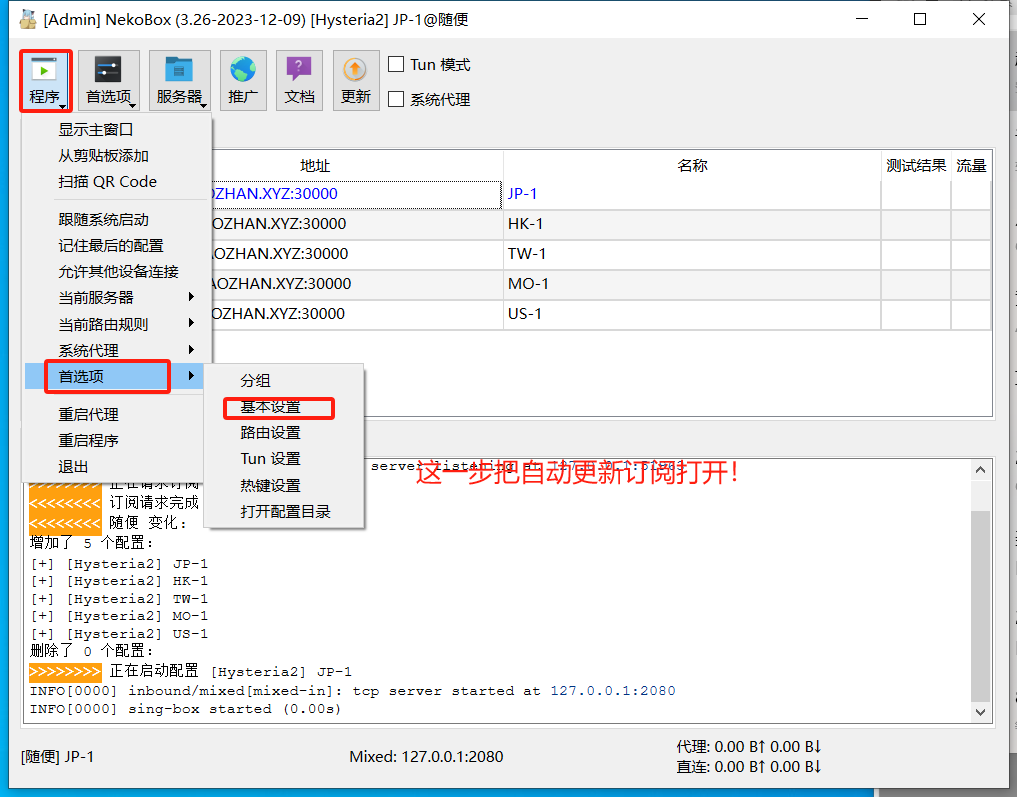 [Admin] NekoBox (3.26-2023-12-09) [Hysteria2] JP-1@随便
程序 首选项 服务器 推广 文档 更新
Tun 模式
系统代理
显示主窗口
从剪贴板添加
扫描 QR Code
跟随系统启动
记住最后的配置
允许其他设备连接
当前服务器
当前路由规则
系统代理
首选项
重启代理
重启程序
退出
分组
基本设置
路由设置
Tun 设置
热键设置
打开配置目录
地址 名称 测试结果 流量
ZHAN.XYZ:30000 JP-1
OZHAN.XYZ:30000 HK-1
AOZHAN.XYZ:30000 TW-1
AOZHAN.XYZ:30000 MO-1
OZHAN.XYZ:30000 US-1
server listening at
这一步把自动更新订阅打开!
>>>>>>>> 正在请求订阅
<<<<<<<< 订阅请求完成
<<<<<<<< 随便 变化:
增加了 5 个配置:
[+] [Hysteria2] JP-1
[+] [Hysteria2] HK-1
[+] [Hysteria2] TW-1
[+] [Hysteria2] MO-1
[+] [Hysteria2] US-1
删除了 0 个配置:
>>>>>>>> 正在启动配置 [Hysteria2] JP-1
INFO[0000] inbound/mixed[mixed-in]: tcp server started at 127.0.0.1:2080
INFO[0000] sing-box started (0.00s)
[随便] JP-1
Mixed: 127.0.0.1:2080
代理: 0.00 B↑ 0.00 B↓
直连: 0.00 B↑ 0.00 B↓